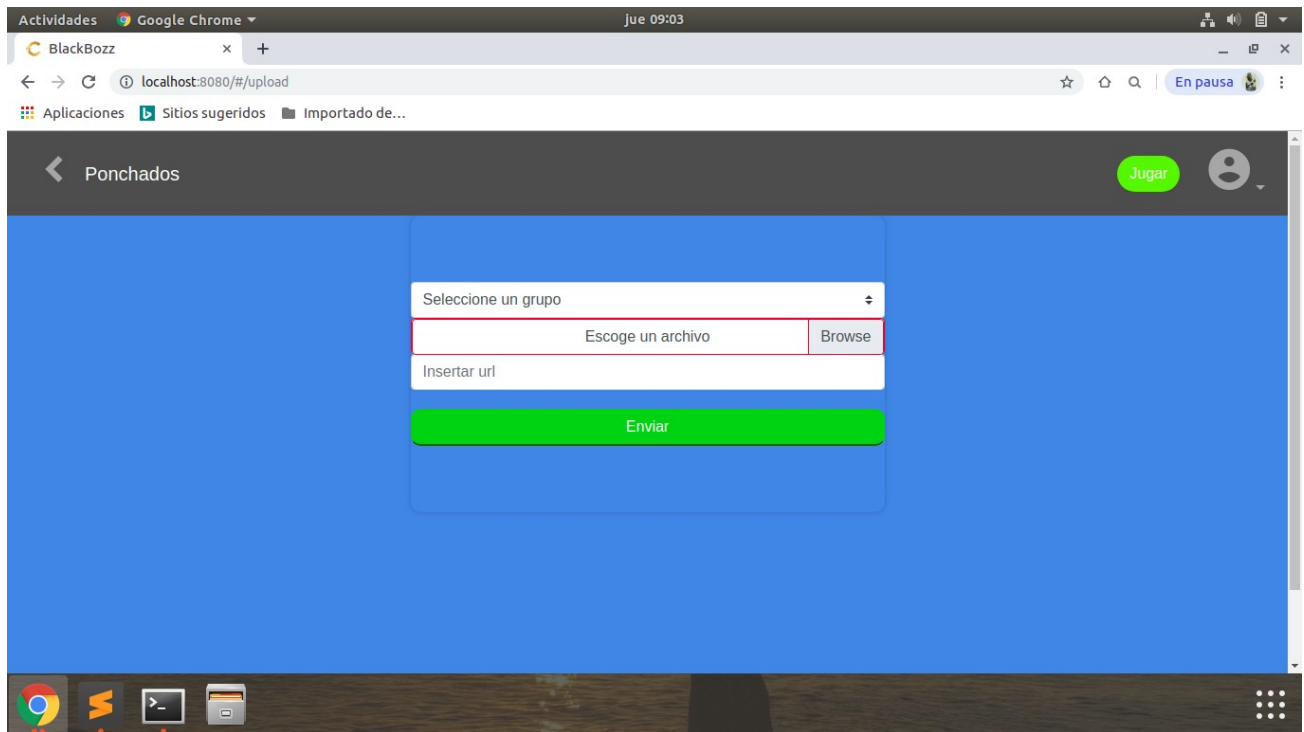 Actividades Google Chrome jue 09:03
BlackBozz
localhost:8080/#/upload En pausa
Aplicaciones Sitios sugeridos Importado de...
Ponchados Jugar
Seleccione un grupo
Escoge un archivo Browse
Insertar url
Enviar